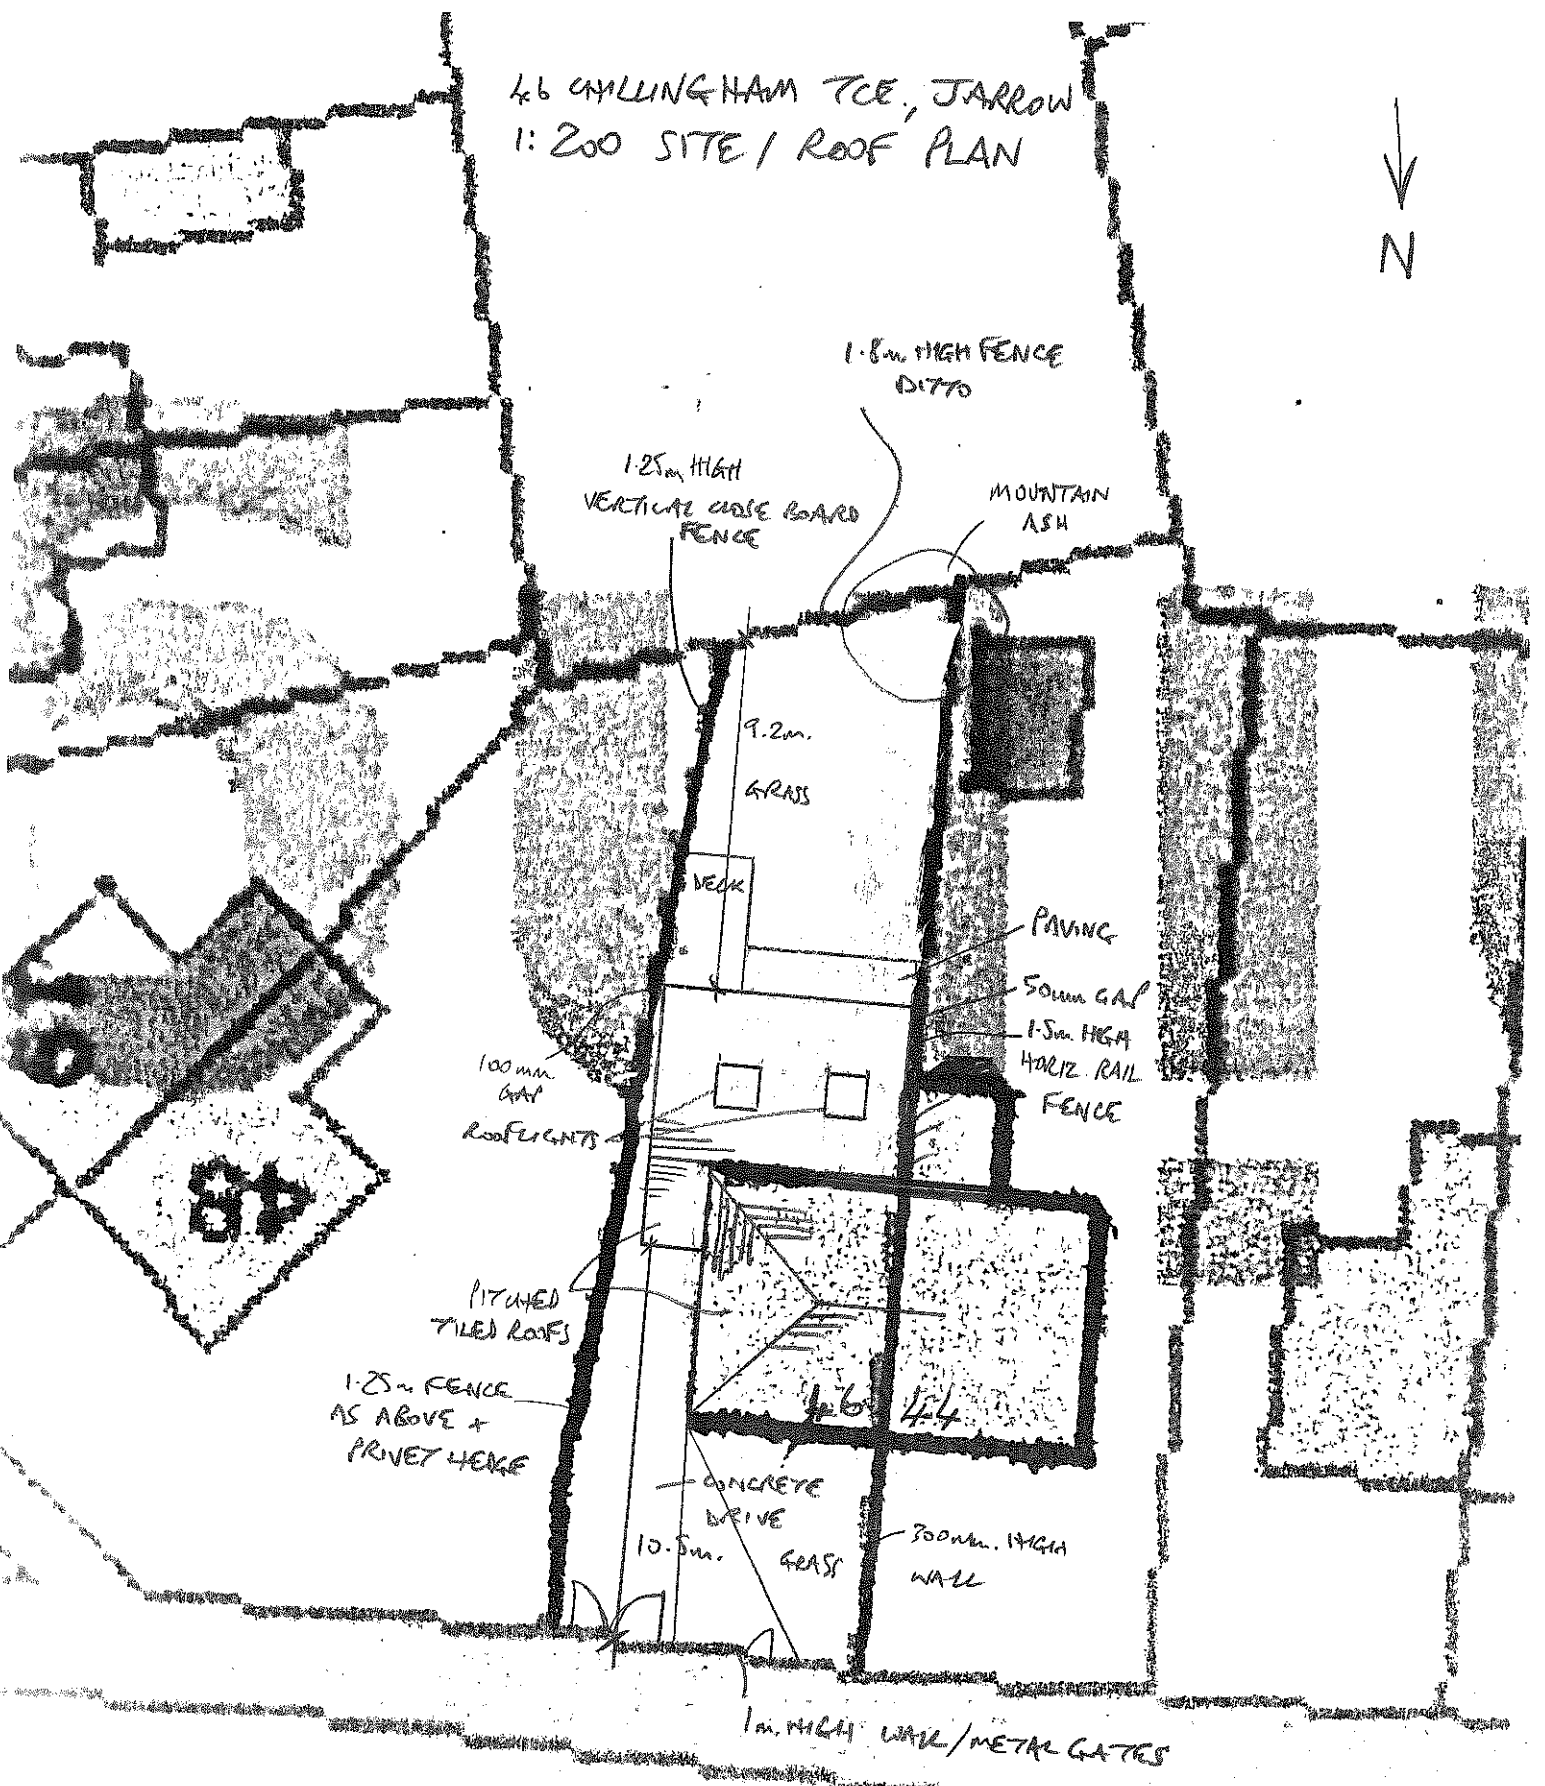 46 CHILLINGHAM TCE., JARROW
1:200 SITE / ROOF PLAN
N
1.8m HIGH FENCE
DITTO
1.25m HIGH
VERTICAL CLOSE BOARD
FENCE
MOUNTAIN
ASH
9.2m.
GRASS
DECK
PAVING
50mm GAP
1.5m. HIGH
HORIZ. RAIL
FENCE
100mm.
GAP
ROOFLIGHTS
48
PITCHED
TILED ROOFS
1.25m FENCE
AS ABOVE +
PRIVET HEDGE
46 44
CONCRETE
DRIVE
10.5m.
GRASS
300mm. HIGH
WALL
1m. HIGH WALL/METAL GATES